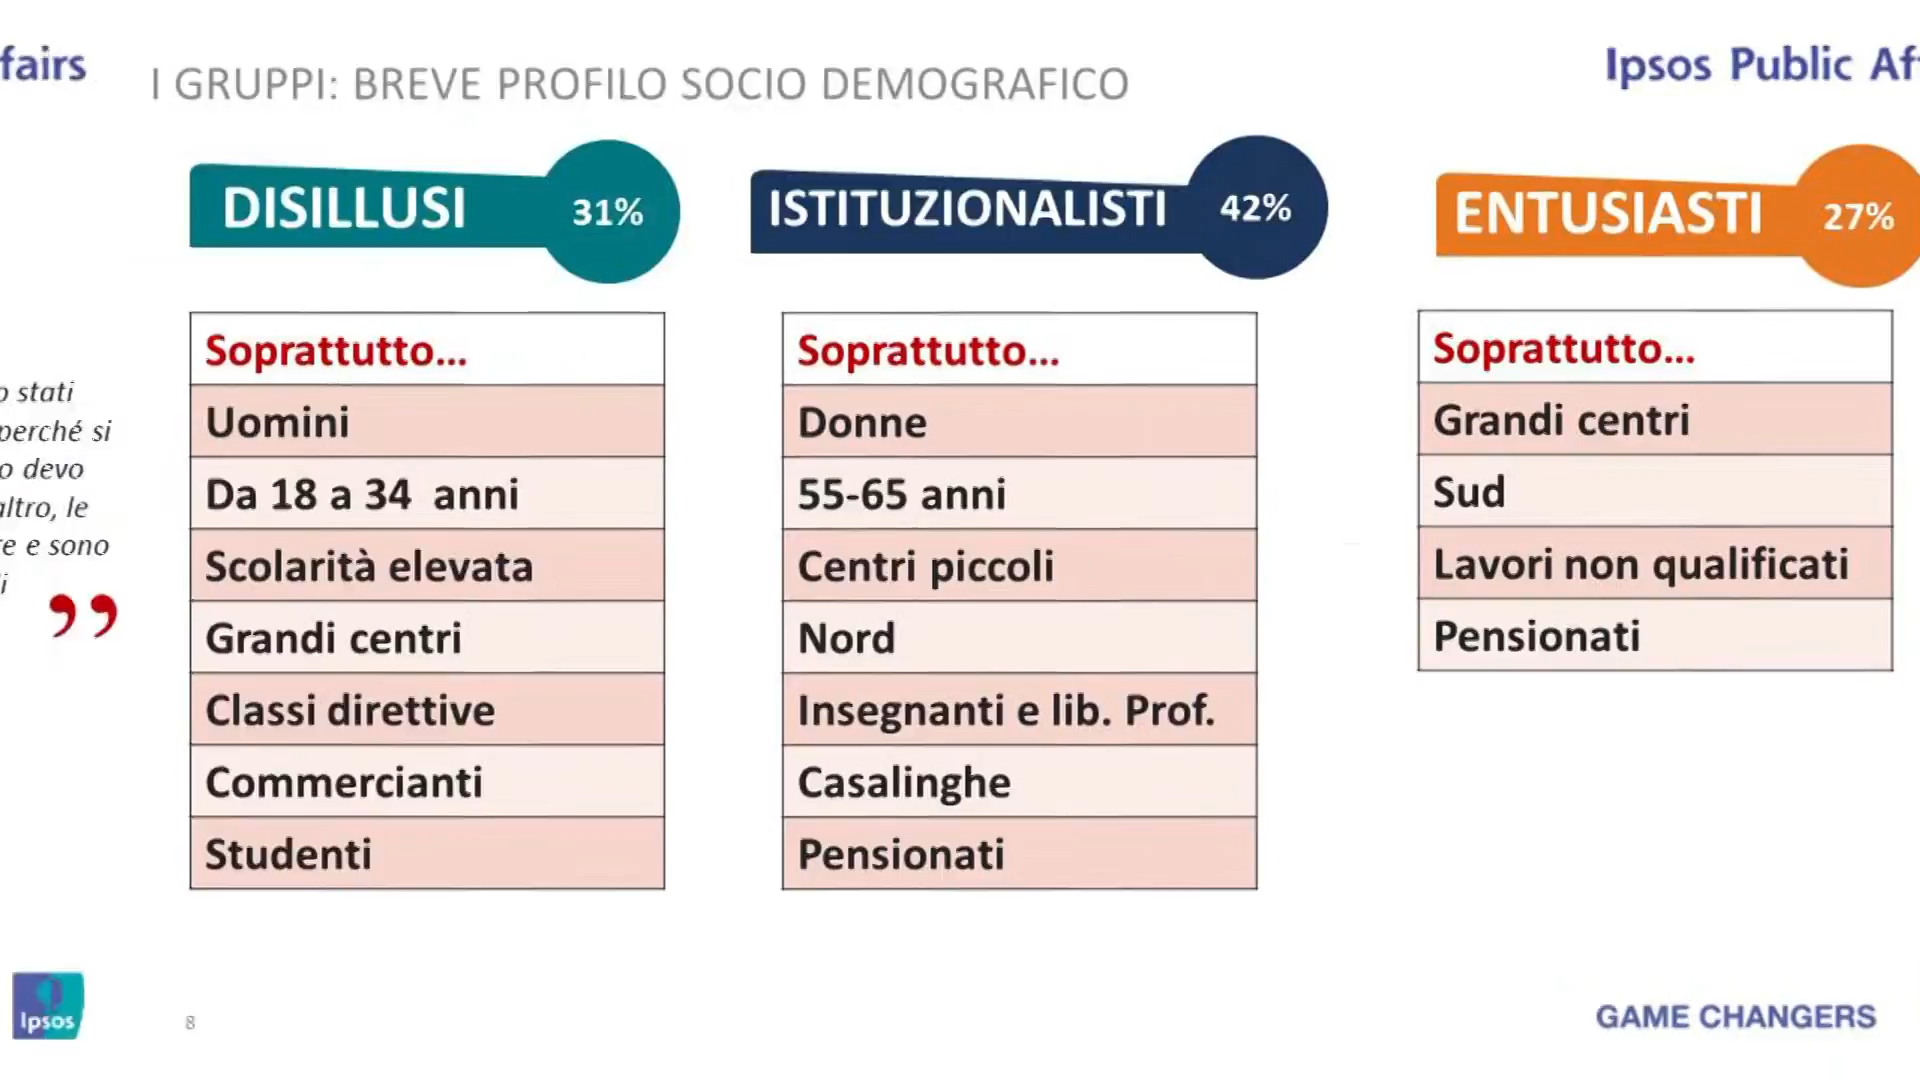 fairs
I GRUPPI: BREVE PROFILO SOCIO DEMOGRAFICO
Ipsos Public Af
DISILLUSI 31%
Soprattutto...
Uomini
Da 18 a 34 anni
Scolarità elevata
Grandi centri
Classi direttive
Commercianti
Studenti
ISTITUZIONALISTI 42%
Soprattutto...
Donne
55-65 anni
Centri piccoli
Nord
Insegnanti e lib. Prof.
Casalinghe
Pensionati
ENTUSIASTI 27%
Soprattutto...
Grandi centri
Sud
Lavori non qualificati
Pensionati
o stati
perché si
o devo
altro, le
re e sono
i
”
Ipsos
8
GAME CHANGERS